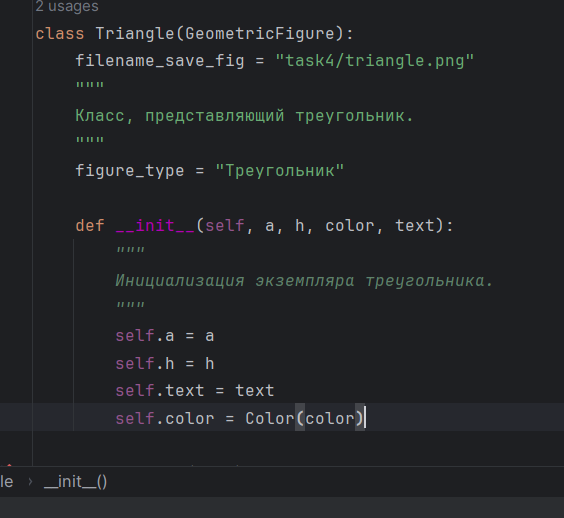 2 usages
class Triangle(GeometricFigure):
    filename_save_fig = "task4/triangle.png"
    """
    Класс, представляющий треугольник.
    """
    figure_type = "Треугольник"
    def __init__(self, a, h, color, text):
        """
        Инициализация экземпляра треугольника.
        """
        self.a = a
        self.h = h
        self.text = text
        self.color = Color(color)
le › __init__()